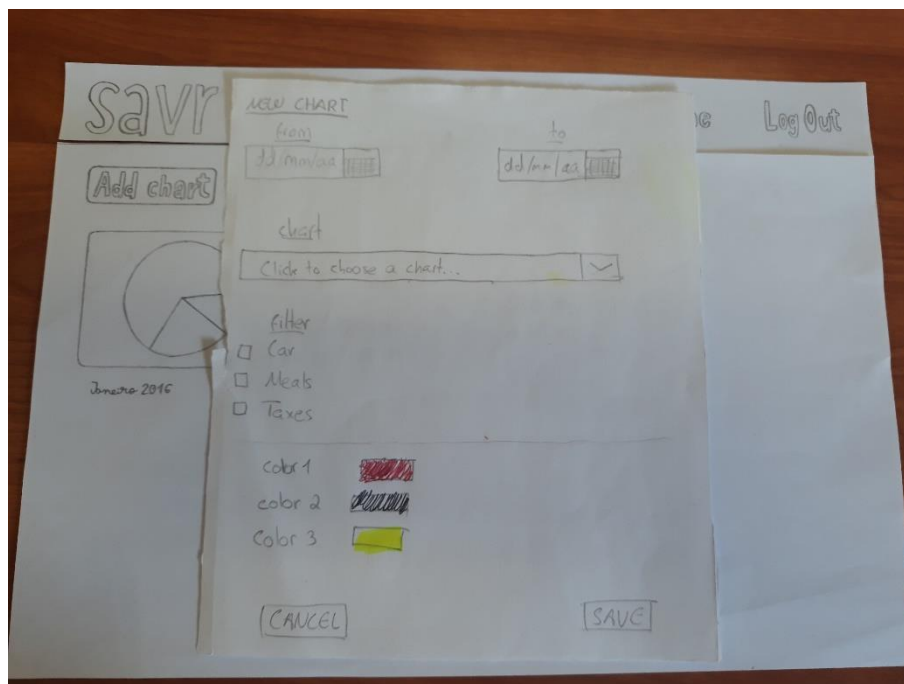 savr
Log Out
Add chart
Janeiro 2016
NEW CHART
from
to
dd/mm/aa
dd/mm/aa
chart
Click to choose a chart...
filter
Car
Meals
Taxes
color 1
color 2
Color 3
CANCEL
SAVE